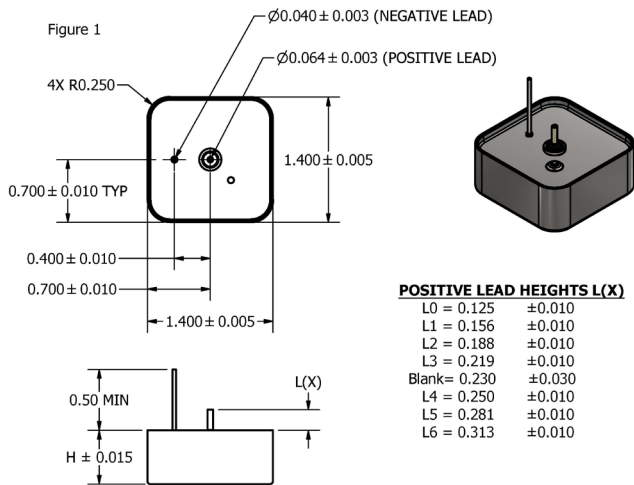 Figure 1
Ø0.040 ± 0.003 (NEGATIVE LEAD)
Ø0.064 ± 0.003 (POSITIVE LEAD)
4X R0.250
1.400 ± 0.005
0.700 ± 0.010 TYP
0.400 ± 0.010
0.700 ± 0.010
1.400 ± 0.005
POSITIVE LEAD HEIGHTS L(X)
L0 = 0.125 ±0.010
L1 = 0.156 ±0.010
L2 = 0.188 ±0.010
L3 = 0.219 ±0.010
Blank= 0.230 ±0.030
L4 = 0.250 ±0.010
L5 = 0.281 ±0.010
L6 = 0.313 ±0.010
L(X)
0.50 MIN
H ± 0.015